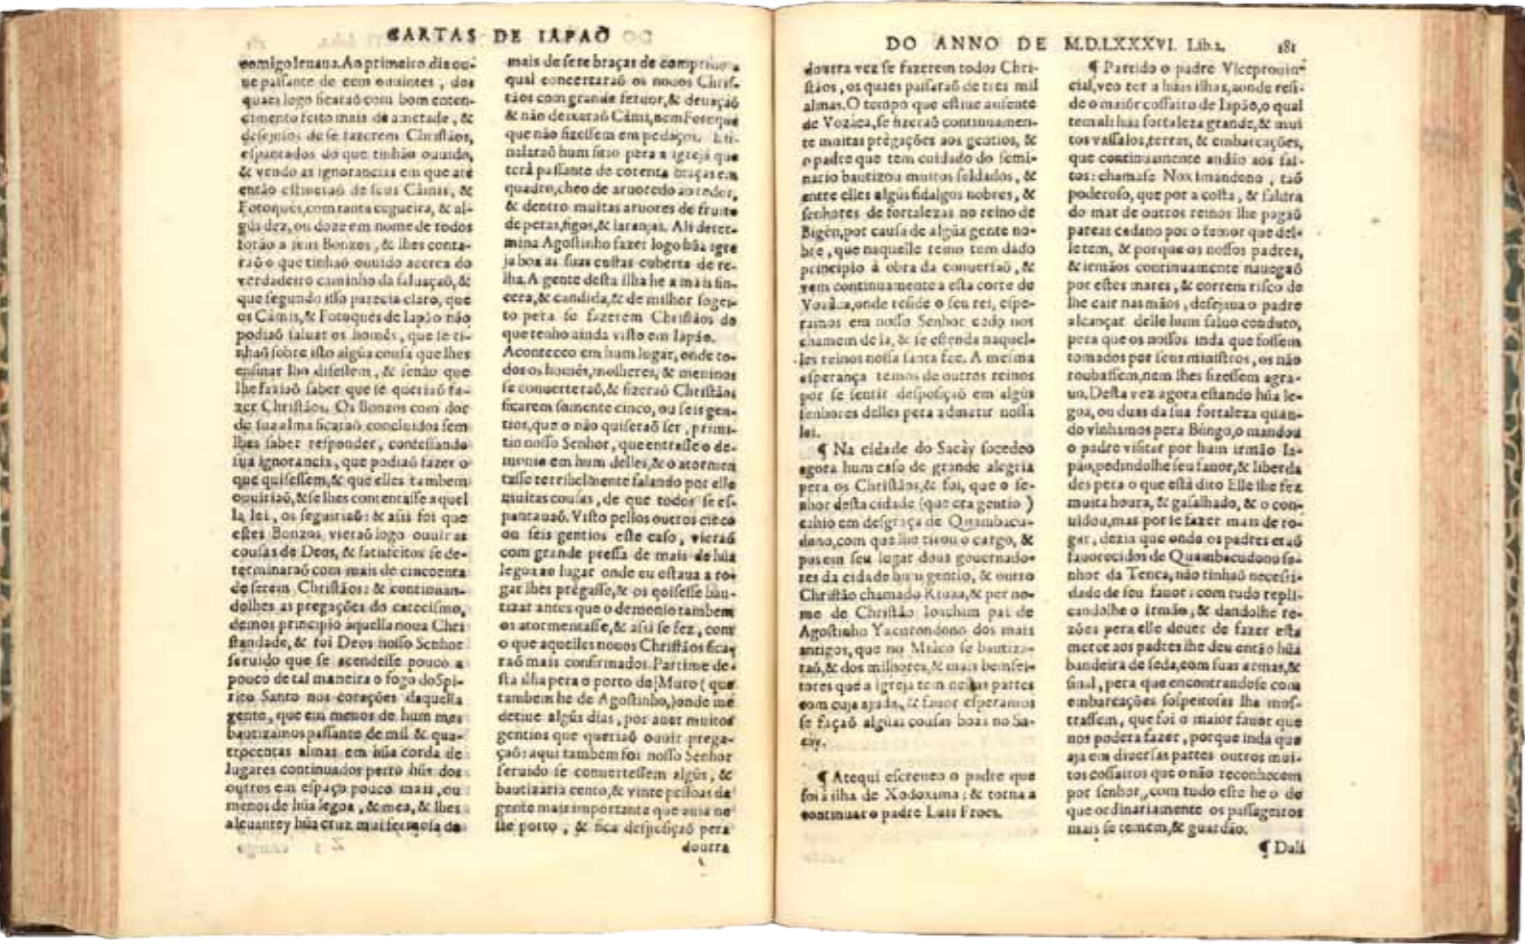 CARTAS DE IAPAÕ
comigo leuaua. Ao primeiro dia ou-
ue passante de cem ouuintes, dos
quaes logo ficaraõ com bom enten-
cimento feito mais de ametade, &
desejosos de se fazerem Christãos,
espantados do que tinhão ouuido,
& vendo as ignorancias em que ate
então estiueraõ de seus Câmis, &
Fotoqués, com tanta cegueira, & al-
gũs dez, ou doze em nome de todos
forão a seus Bonzos, & lhes conta-
raõ o que tinhaõ ouuido acerca do
verdadeiro caminho da saluaçaõ, &
que segundo isso parecia claro, que
os Câmis, & Fotoques de Iapão não
podiaõ saluar os homẽs, que se ti-
nhaõ sobre isto algũa cousa que lhes
ensinar lho disessem, & senão que
lhe faziaõ saber que se queriaõ fa-
zer Christãos. Os Bonzos com dor
de sua alma ficaraõ concluidos sem
lhes saber responder, confessando
sua ignorancia, que podiaõ fazer o
que quisessem, & que elles tambem
ouuiriaõ, & se lhes contentasse aquel
la lei, os seguiriaõ: & assi foi que
estes Bonzos vieraõ logo ouuir as
cousas de Deos, & satisfeitos se de-
terminaraõ com mais de cincoenta
de serem Christãos: & continuan-
dolhes as pregações do catecismo,
demos principio àquella noua Chri
standade, & foi Deos nosso Senhor
seruido que se acendesse pouco a
pouco de tal maneira o fogo do Spi-
rito Santo nos corações daquella
gente, que em menos de hum mes
bautizamos passante de mil & qua-
trocentas almas em hũa corda de
lugares continuados perto hũs dos
outros em espaço pouco mais, ou
menos de hũa legoa, & mea, & lhes
aleuantey hũa cruz mui fermosa de
mais de sete braças de comprido a
qual concertaraõ os nouos Chris-
tãos com grande feruor, & deuaçaõ
& não deixaraõ Câmi, nem Fotoque
que não fizessem em pedaços.
nalaraõ hum sitio pera a igreja que
terá passante de corenta braças em
quadro, cheo de aruoredo ao redor,
& dentro muitas aruores de fruito
de peras, figos, & laranjas. Ali deter-
mina Agostinho fazer logo hũa igre
ja boa as suas custas cuberta de te-
lha. A gente desta ilha he a mais sin-
cera, & candida, & de milhor sogei-
to pera se fazerem Christãos do
que tenho ainda visto em Iapão.
Aconteceo em hum lugar, onde to-
dos os homẽs, molheres, & meninos
se conuerteraõ, & fizeraõ Christãos
ficarem somente cinco, ou seis gen-
tios, que o não quiseraõ ser, primi-
tiu nosso Senhor, que entrasse o de-
monio em hum delles, & o atormen
tasse terribelmente falando por elle
muitas cousas, de que todos se es-
pantauaõ. Visto pellos outros cinco
ou seis gentios este caso, vieraõ
com grande pressa de mais de hũa
legoa ao lugar onde eu estaua a ro-
gar lhes prégasse, & os quisesse bau-
tizar antes que o demonio tambem
os atormentasse, & assi se fez, com
o que aquelles nouos Christãos fica-
raõ mais confirmados. Partime de-
sta ilha pera o porto de Muro (que
tambem he de Agostinho,) onde me
detiue algũs dias, por auer muitos
gentios que queriaõ ouuir prega-
çaõ: aqui tambem foi nosso Senhor
seruido se conuertessem algũs, &
bautizaria cento, & vinte pessoas da
gente mais importante que auia ne-
ste porto, & fica desposiçaõ pera
doutra
DO ANNO DE M.D.LXXXVI. Lib.2. 181
doutra vez se fazerem todos Chri-
stãos, os quaes passaraõ de tres mil
almas. O tempo que estiue ausente
de Vozáca, se fizeraõ continuamen-
te muitas prégações aos gentios, &
o padre que tem cuidado do semi-
nario bautizou muitos soldados, &
entre elles algũs fidalgos nobres, &
senhores de fortalezas no reino de
Bigèn, por causa de algũa gente no-
bre, que naquelle reino tem dado
principio à obra da conuersaõ, &
vem continuamente a esta corte de
Vozáca, onde reside o seu rei, espe-
ramos em nosso Senhor cedo nos
chamem de la, & se estenda naquel-
les reinos nossa santa fee. A mesma
esperança temos de outros reinos
por se sentir desposiçaõ em algũs
senhores delles pera admitir nossa
lei.
¶ Na cidade do Sacày socedeo
agora hum caso de grande alegria
pera os Christãos, & foi, que o se-
nhor desta cidade (que era gentio)
cahio em desgraça de Quambacu-
dono, com que lhe tirou o cargo, &
pos em seu lugar dous gouernado-
res da cidade hum gentio, & outro
Christão chamado Riusa, & per no-
me de Christão Ioachim pai de
Agostinho Yacurondono dos mais
antigos, que no Miàco se bautiza-
raõ, & dos milhores, & mais bemfei-
tores que a igreja tem nestas partes
com cuja ajuda, & fauor esperamos
se façaõ algũas cousas boas no Sa-
cày.
¶ Atequi escreueo o padre que
foi à ilha de Xodoxima: & torna a
continuar o padre Luis Froes.
¶ Partido o padre Viceprouin-
cial, veo ter a hũas ilhas, aonde resi-
de o maiór cossairo de Iapão, o qual
tem ali hũa fortaleza grande, & mui
tos vassalos, terras, & embarcações,
que continuamente andão aos sal-
tos: chamase Noximandono, taõ
poderoso, que por a costa, & faldra
do mar de outros reinos lhe pagaõ
pareas cadano por o temor que del-
le tem, & porque os nossos padres,
& irmãos continuamente nauegaõ
por estes mares, & correm risco de
lhe cair nas mãos, desejaua o padre
alcançar delle hum saluo conduto,
pera que os nossos inda que fossem
tomados por seus ministros, os não
roubassem, nem lhes fizessem agra-
uo. Desta vez agora estando hũa le-
goa, ou duas da sua fortaleza quan-
do vinhamos pera Bũngo, o mandou
o padre visitar por hum irmão Ia-
pão, pedindolhe seu fauor, & liberda
des pera o que està dito Elle lhe fez
muita honra, & gasalhado, & o con-
uidou, mas por se fazer mais de ro-
gar, dezia que onde os padres eraõ
fauorecidos de Quambacudono se-
nhor da Tenca, não tinhaõ necessi-
dade de seu fauor: com tudo repli-
candolhe o irmão, & dandolhe re-
zões pera elle deuer de fazer esta
merce aos padres lhe deu então hũa
bandeira de seda, com suas armas, &
sinal, pera que encontrandose com
embarcações sospeitosas lha mos-
trassem, que foi o maior fauor que
nos podera fazer, porque inda que
aja em diuersas partes outros mui-
tos cossairos que o não reconhecem
por senhor, com tudo este he o de
que ordinariamente os passageiros
mais se temem, & guardão.
¶ Dali